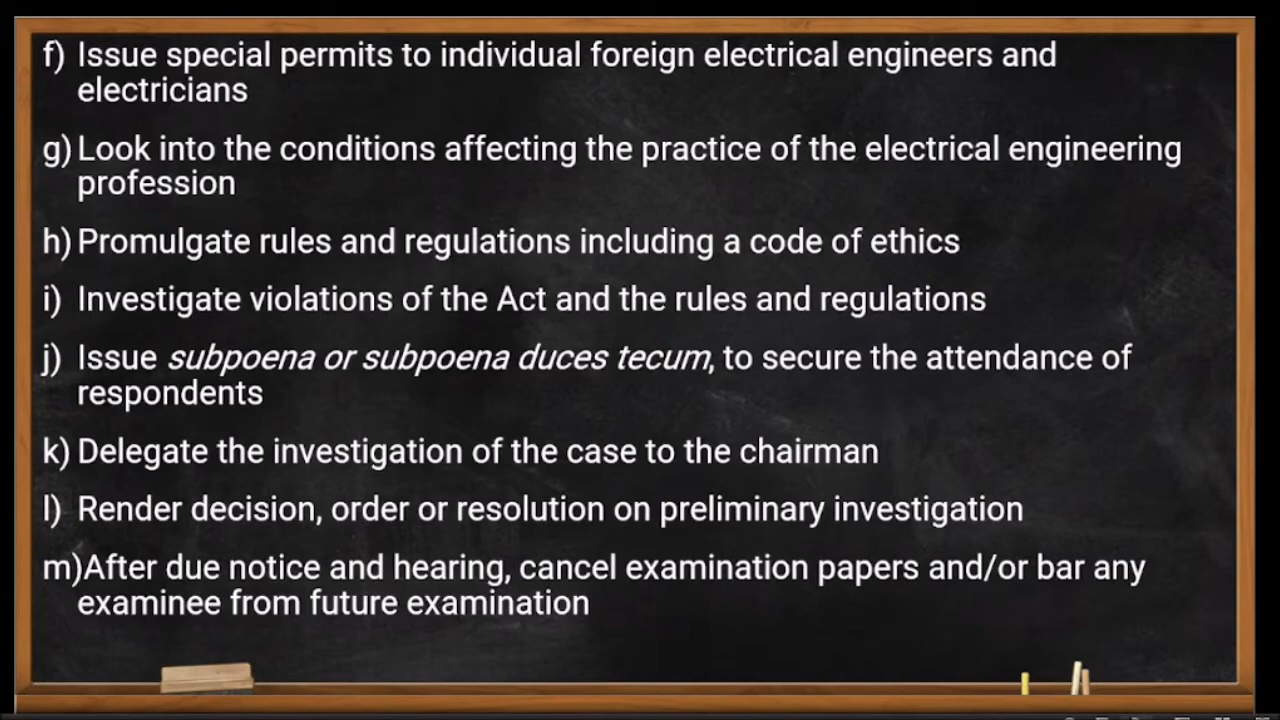 f) Issue special permits to individual foreign electrical engineers and
electricians
g) Look into the conditions affecting the practice of the electrical engineering
profession
h) Promulgate rules and regulations including a code of ethics
i) Investigate violations of the Act and the rules and regulations
j) Issue subpoena or subpoena duces tecum, to secure the attendance of
respondents
k) Delegate the investigation of the case to the chairman
l) Render decision, order or resolution on preliminary investigation
m)After due notice and hearing, cancel examination papers and/or bar any
examinee from future examination